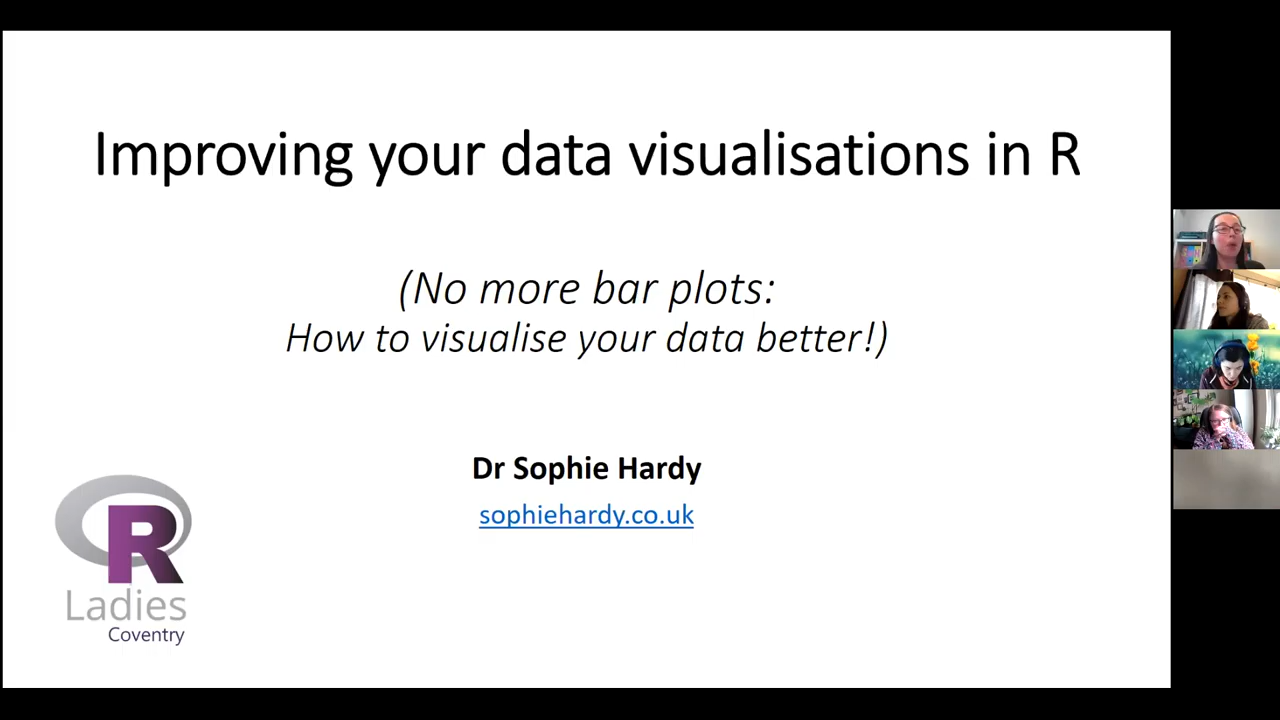 Improving your data visualisations in R
(No more bar plots:
How to visualise your data better!)
Dr Sophie Hardy
sophiehardy.co.uk
R
Ladies
Coventry